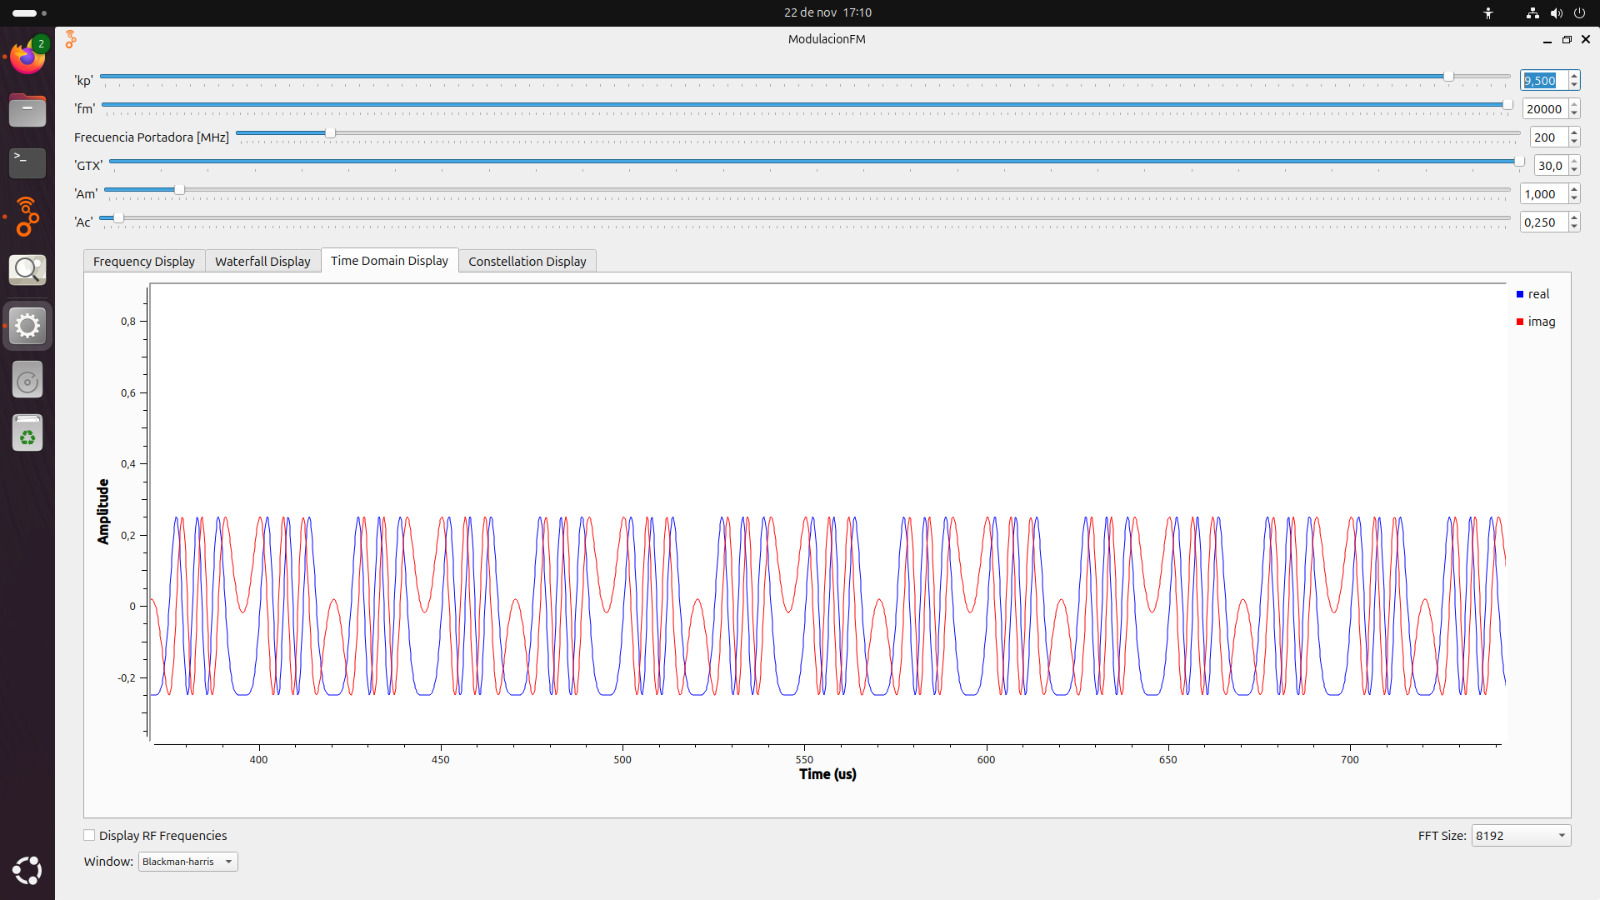 22 de nov 17:10
2
ModulacionFM
'kp' 9,500
'fm' 20000
Frecuencia Portadora [MHz] 200
'GTX' 30,0
'Am' 1,000
'Ac' 0,250
Frequency Display Waterfall Display Time Domain Display Constellation Display
real
imag
0,8
0,6
0,4
0,2
0
-0,2
Amplitude
400 450 500 550 600 650 700
Time (us)
Display RF Frequencies
FFT Size: 8192
Window: Blackman-harris